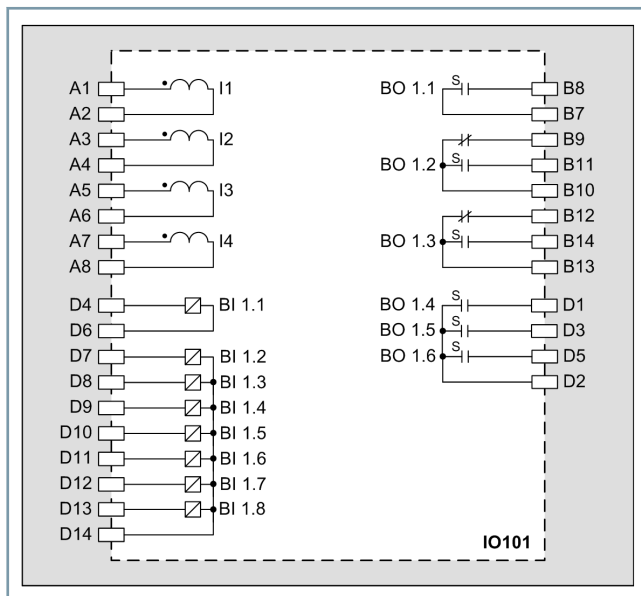 A1 I1 BO 1.1 S B8
A2 B7
A3 I2 B9
A4 BO 1.2 S B11
A5 I3 B10
A6 B12
A7 I4 BO 1.3 S B14
A8 B13
D4 BI 1.1 BO 1.4 S D1
D6 BO 1.5 S D3
D7 BI 1.2 BO 1.6 S D5
D8 BI 1.3 D2
D9 BI 1.4
D10 BI 1.5
D11 BI 1.6
D12 BI 1.7
D13 BI 1.8
D14
IO101